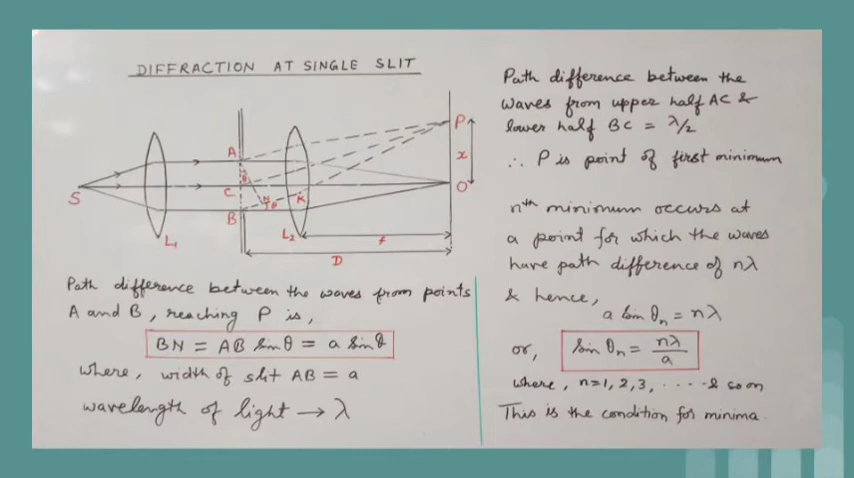 DIFFRACTION AT SINGLE SLIT
S
L₁
A
θ
C
B
N
θ
K
L₂
f
D
P
x
O
Path difference between the waves from points
A and B, reaching P is,
BN = AB Sinθ = a Sinθ
where, width of slit AB = a
wavelength of light → λ
Path difference between the
waves from upper half AC &
lower half BC = λ/2
∴ P is point of first minimum
nᵗʰ minimum occurs at
a point for which the waves
have path difference of nλ
& hence,
a Sin θₙ = nλ
or, Sin θₙ = nλ/a
where, n=1, 2, 3, ..... & so on
This is the condition for minima.